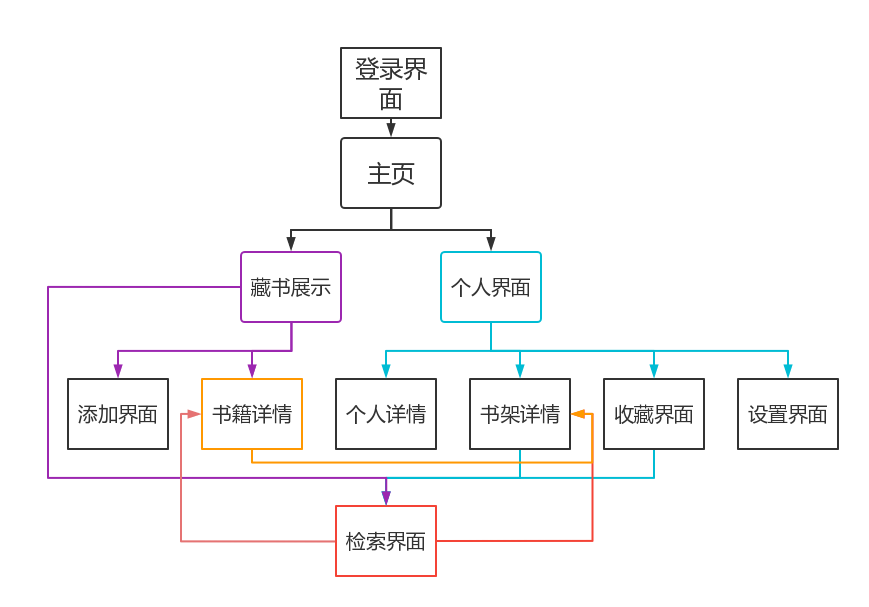 登录界
面
主页
藏书展示
个人界面
添加界面
书籍详情
个人详情
书架详情
收藏界面
设置界面
检索界面